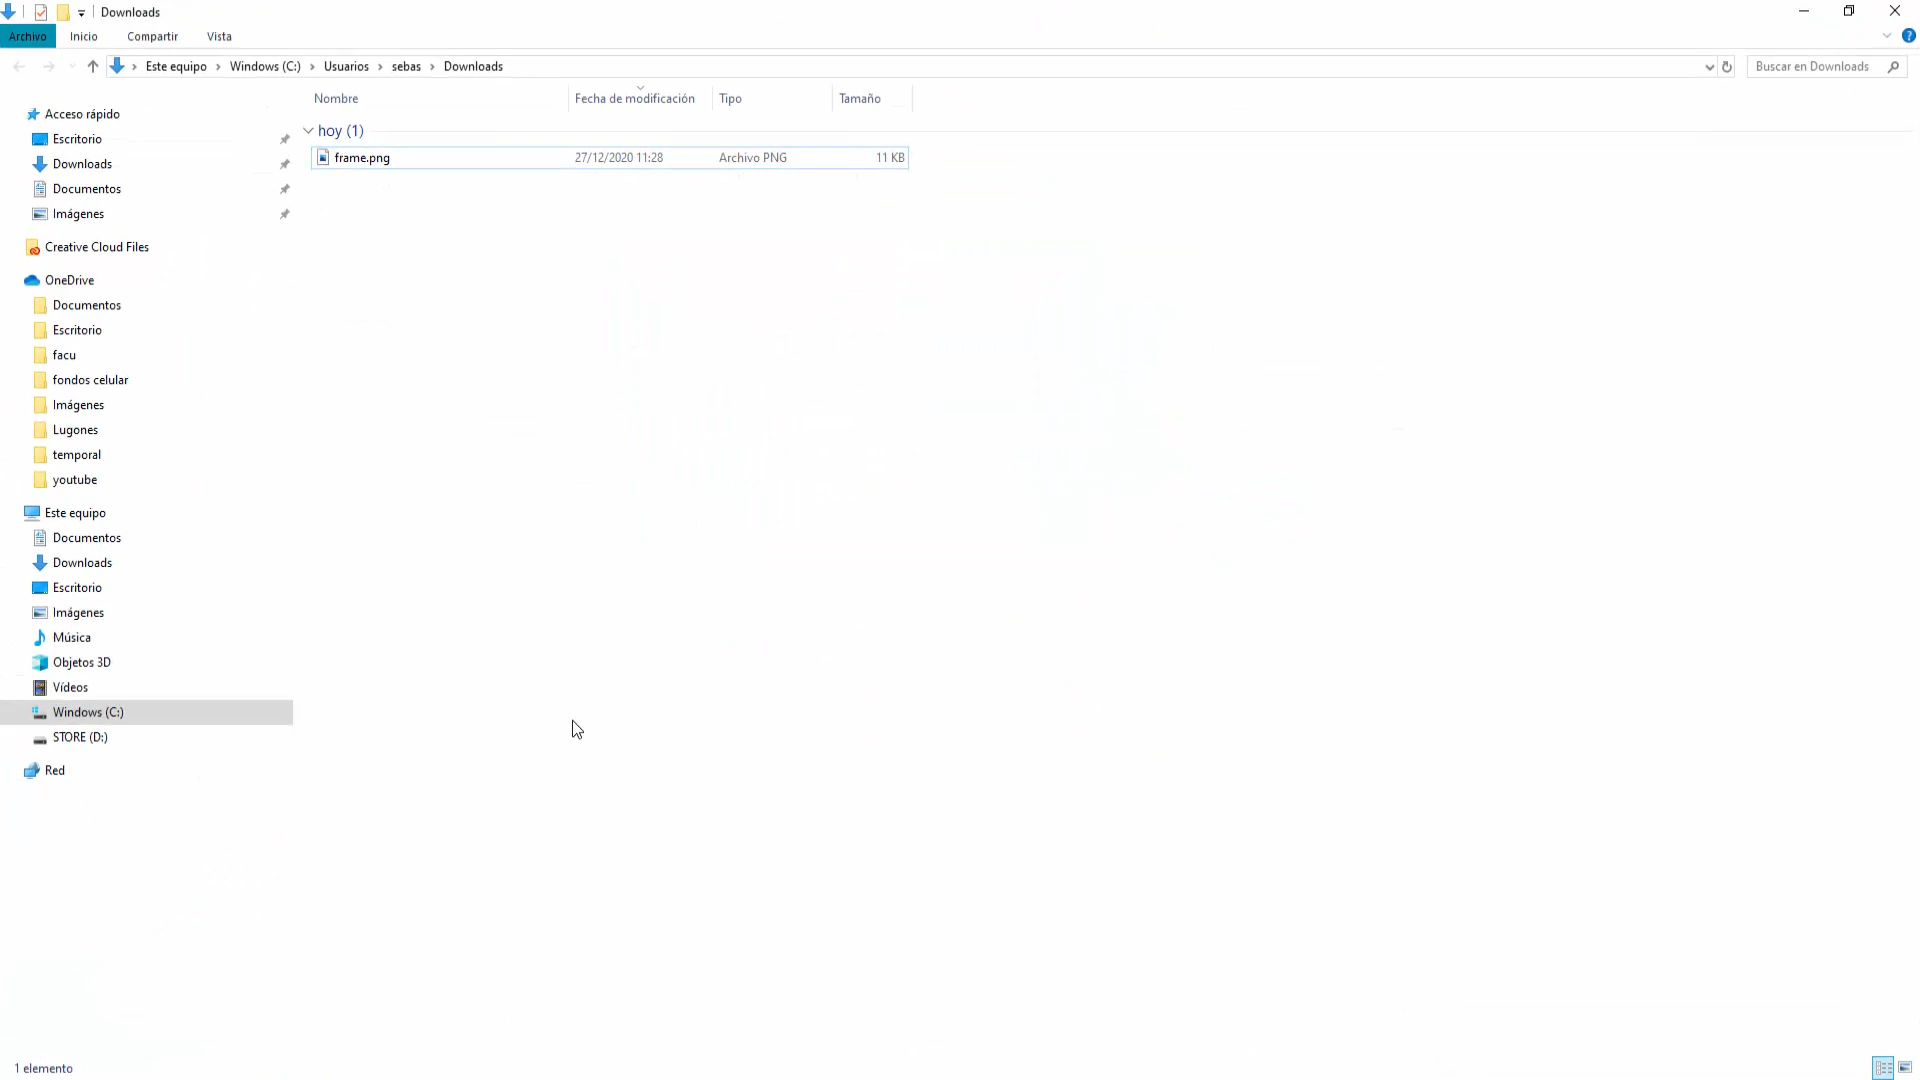 Downloads
Archivo Inicio Compartir Vista
Este equipo Windows (C:) Usuarios sebas Downloads Buscar en Downloads
Nombre Fecha de modificación Tipo Tamaño
hoy (1)
frame.png 27/12/2020 11:28 Archivo PNG 11 KB
Acceso rápido
Escritorio
Downloads
Documentos
Imágenes
Creative Cloud Files
OneDrive
Documentos
Escritorio
facu
fondos celular
Imágenes
Lugones
temporal
youtube
Este equipo
Documentos
Downloads
Escritorio
Imágenes
Música
Objetos 3D
Vídeos
Windows (C:)
STORE (D:)
Red
1 elemento